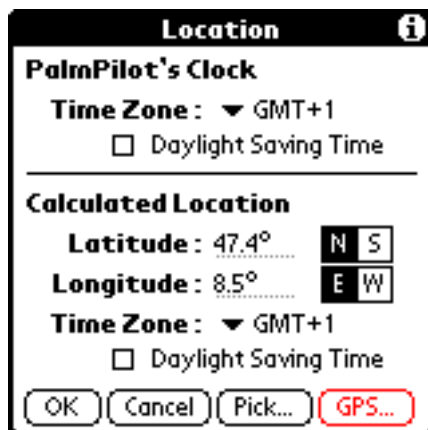 Location
PalmPilot's Clock
Time Zone: GMT+1
Daylight Saving Time
Calculated Location
Latitude: 47.4° N S
Longitude: 8.5° E W
Time Zone: GMT+1
Daylight Saving Time
OK Cancel Pick... GPS...